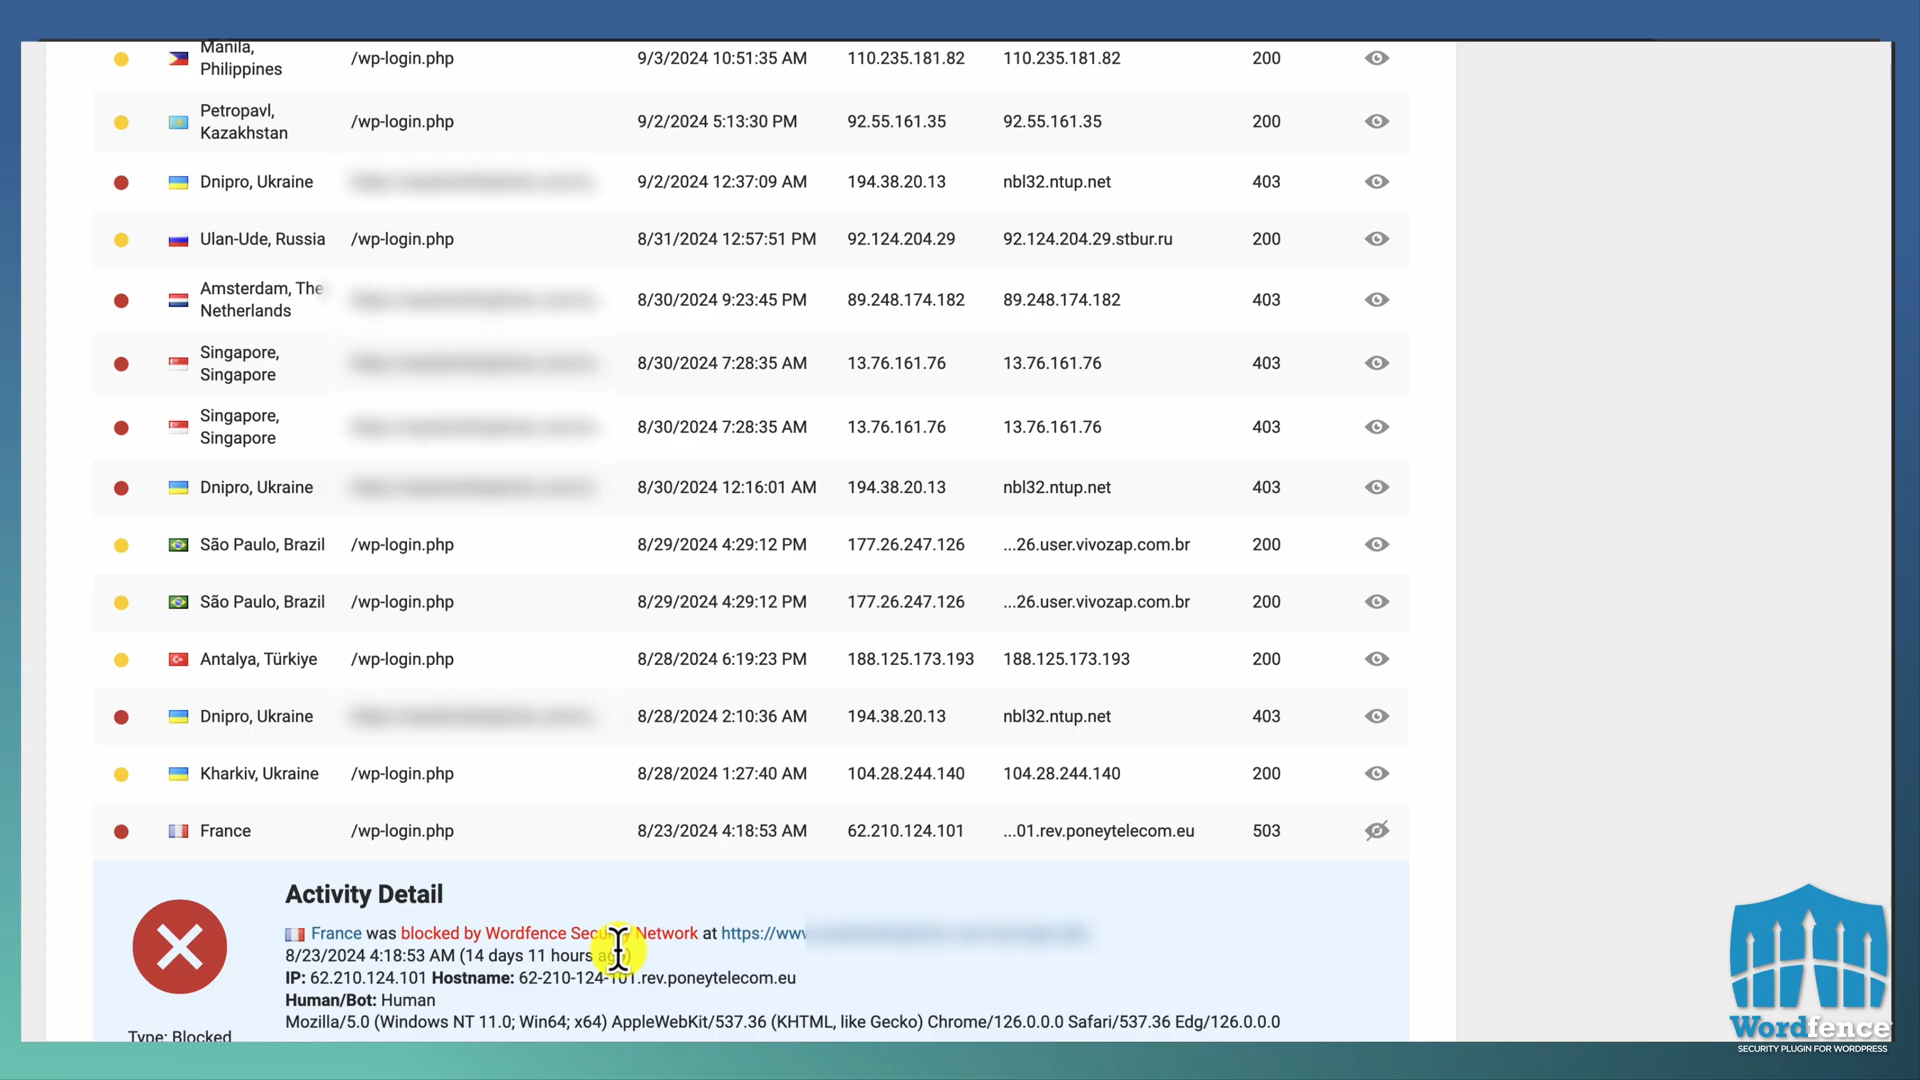 Manila,
Philippines
/wp-login.php 9/3/2024 10:51:35 AM 110.235.181.82 110.235.181.82 200
Petropavl,
Kazakhstan
/wp-login.php 9/2/2024 5:13:30 PM 92.55.161.35 92.55.161.35 200
Dnipro, Ukraine 9/2/2024 12:37:09 AM 194.38.20.13 nbl32.ntup.net 403
Ulan-Ude, Russia /wp-login.php 8/31/2024 12:57:51 PM 92.124.204.29 92.124.204.29.stbur.ru 200
Amsterdam, The
Netherlands
8/30/2024 9:23:45 PM 89.248.174.182 89.248.174.182 403
Singapore,
Singapore
8/30/2024 7:28:35 AM 13.76.161.76 13.76.161.76 403
Singapore,
Singapore
8/30/2024 7:28:35 AM 13.76.161.76 13.76.161.76 403
Dnipro, Ukraine 8/30/2024 12:16:01 AM 194.38.20.13 nbl32.ntup.net 403
São Paulo, Brazil /wp-login.php 8/29/2024 4:29:12 PM 177.26.247.126 ...26.user.vivozap.com.br 200
São Paulo, Brazil /wp-login.php 8/29/2024 4:29:12 PM 177.26.247.126 ...26.user.vivozap.com.br 200
Antalya, Türkiye /wp-login.php 8/28/2024 6:19:23 PM 188.125.173.193 188.125.173.193 200
Dnipro, Ukraine 8/28/2024 2:10:36 AM 194.38.20.13 nbl32.ntup.net 403
Kharkiv, Ukraine /wp-login.php 8/28/2024 1:27:40 AM 104.28.244.140 104.28.244.140 200
France /wp-login.php 8/23/2024 4:18:53 AM 62.210.124.101 ...01.rev.poneytelecom.eu 503
Activity Detail
France was blocked by Wordfence Security Network at https://www
8/23/2024 4:18:53 AM (14 days 11 hours ago)
IP: 62.210.124.101 Hostname: 62-210-124-101.rev.poneytelecom.eu
Human/Bot: Human
Mozilla/5.0 (Windows NT 11.0; Win64; x64) AppleWebKit/537.36 (KHTML, like Gecko) Chrome/126.0.0.0 Safari/537.36 Edg/126.0.0.0
Type: Blocked
Wordfence
SECURITY PLUGIN FOR WORDPRESS